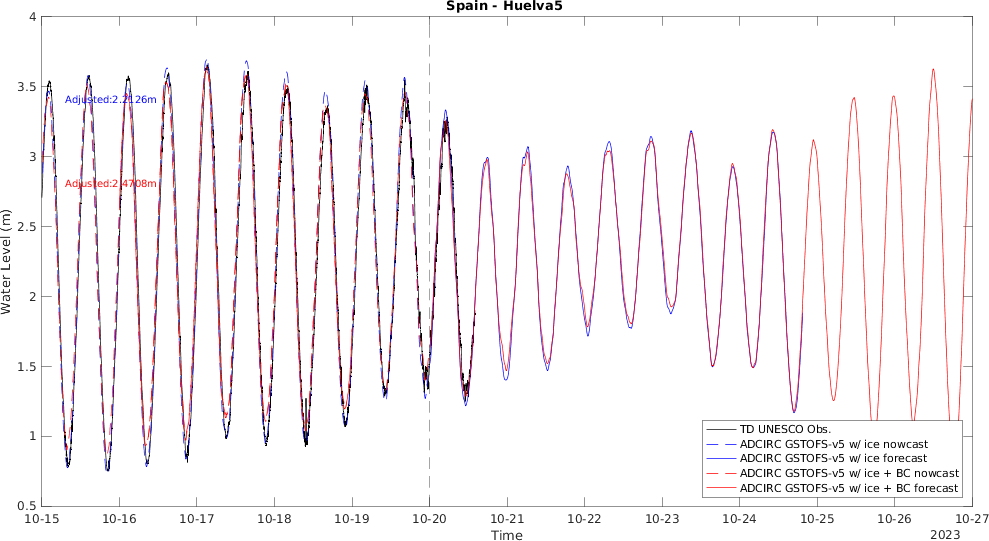 Spain - Huelva5
4
3.5
3
2.5
2
1.5
1
0.5
Water Level (m)
Adjusted:2.2126m
Adjusted:2.4708m
TD UNESCO Obs.
ADCIRC GSTOFS-v5 w/ ice nowcast
ADCIRC GSTOFS-v5 w/ ice forecast
ADCIRC GSTOFS-v5 w/ ice + BC nowcast
ADCIRC GSTOFS-v5 w/ ice + BC forecast
10-15 10-16 10-17 10-18 10-19 10-20 10-21 10-22 10-23 10-24 10-25 10-26 10-27
Time
2023